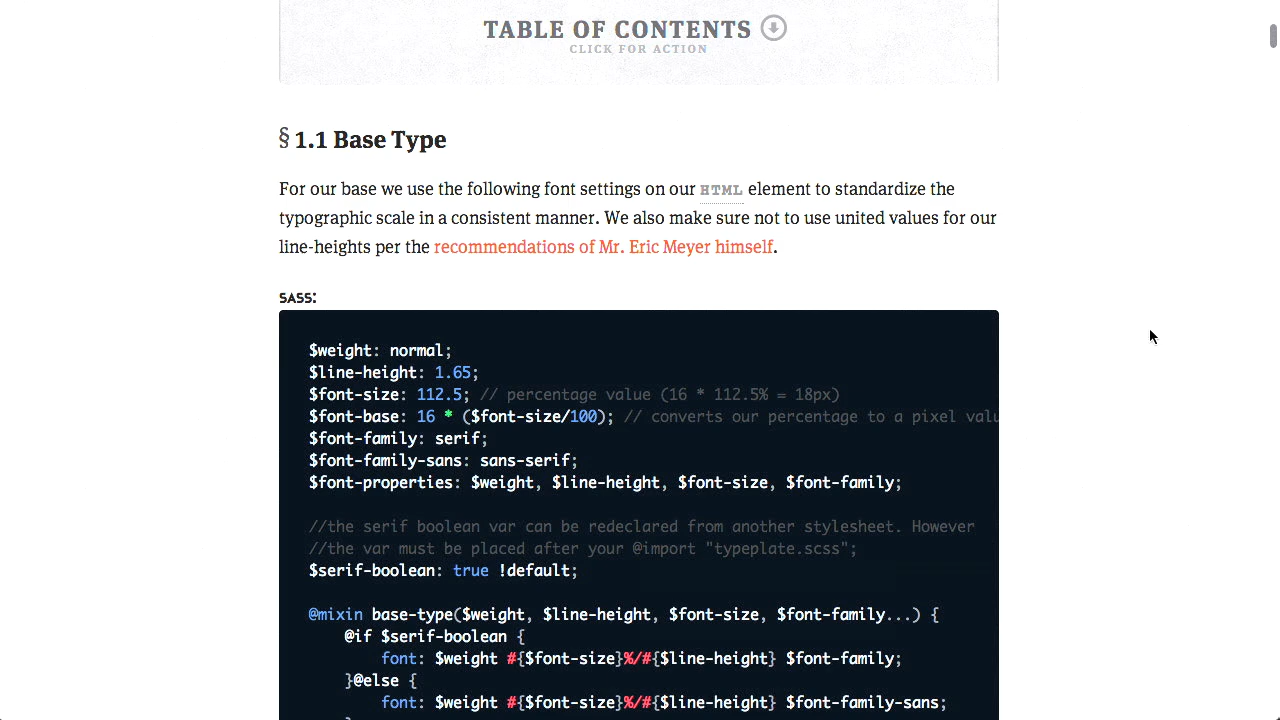 TABLE OF CONTENTS
CLICK FOR ACTION
§ 1.1 Base Type
For our base we use the following font settings on our HTML element to standardize the
typographic scale in a consistent manner. We also make sure not to use united values for our
line-heights per the recommendations of Mr. Eric Meyer himself.
SASS:
$weight: normal;
$line-height: 1.65;
$font-size: 112.5; // percentage value (16 * 112.5% = 18px)
$font-base: 16 * ($font-size/100); // converts our percentage to a pixel valu
$font-family: serif;
$font-family-sans: sans-serif;
$font-properties: $weight, $line-height, $font-size, $font-family;
//the serif boolean var can be redeclared from another stylesheet. However
//the var must be placed after your @import "typeplate.scss";
$serif-boolean: true !default;
@mixin base-type($weight, $line-height, $font-size, $font-family...) {
@if $serif-boolean {
font: $weight #{$font-size}%/#{$line-height} $font-family;
}@else {
font: $weight #{$font-size}%/#{$line-height} $font-family-sans;